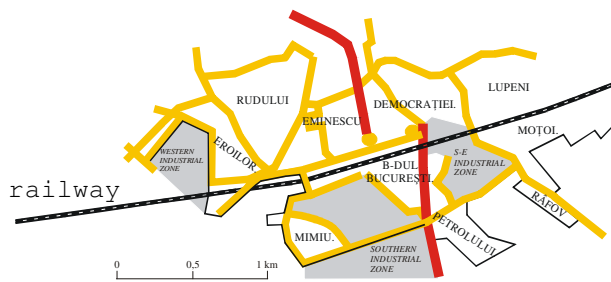 LUPENI
RUDULUI
DEMOCRAȚIEI.
EMINESCU
MOȚOI.
WESTERN
INDUSTRIAL
ZONE
EROILOR.
S-E
INDUSTRIAL
ZONE
B-DUL
BUCUREȘTI.
railway
RÂFOV
PETROLULUI
MIMIU.
SOUTHERN
INDUSTRIAL
ZONE
0 0,5 1 km